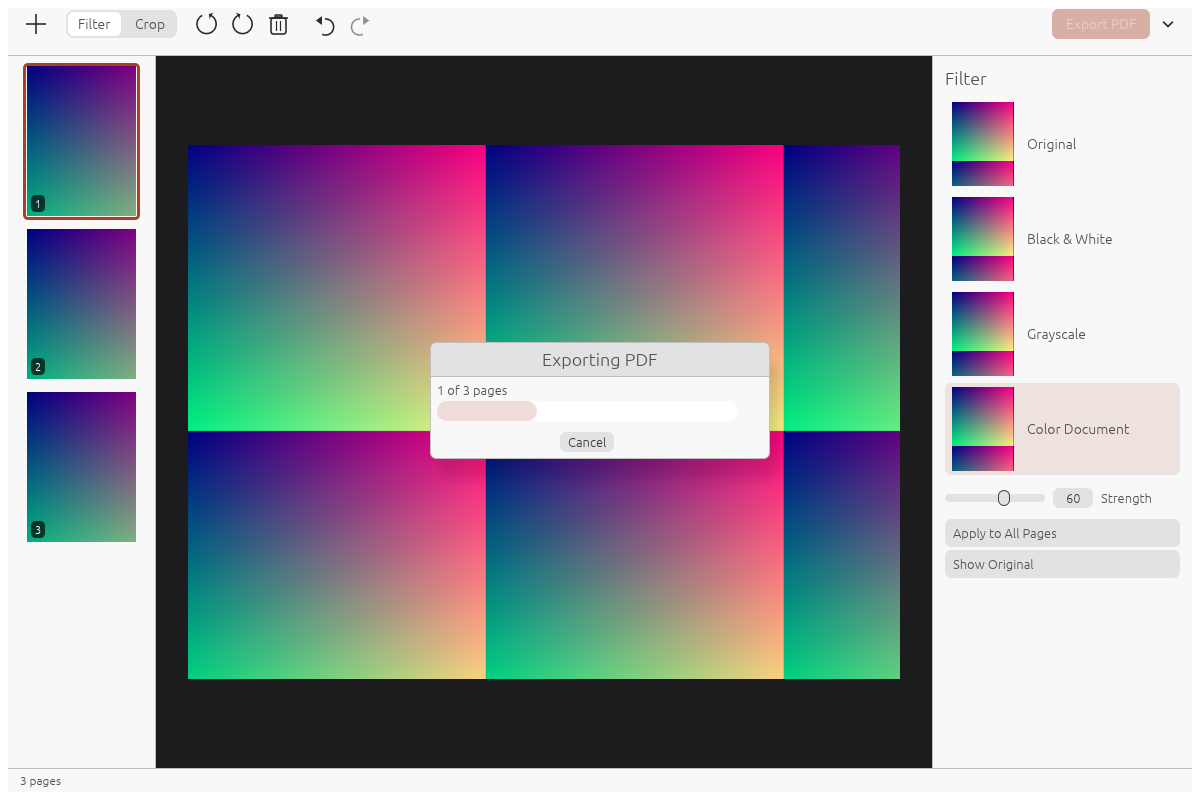 Filter
Crop
Export PDF
1
2
3
Exporting PDF
1 of 3 pages
Cancel
Filter
Original
Black & White
Grayscale
Color Document
60
Strength
Apply to All Pages
Show Original
3 pages